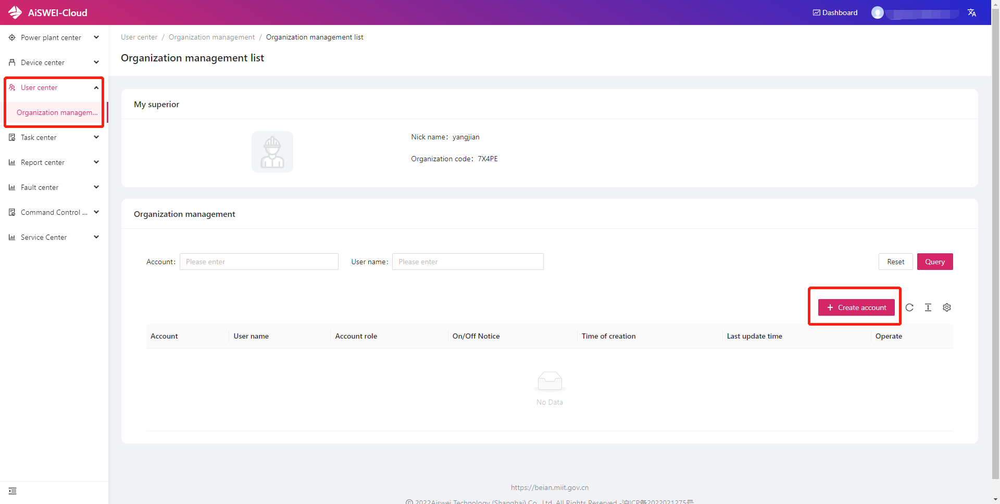 AiSWEI-Cloud
Dashboard
Power plant center
Device center
User center
Organization managem...
Task center
Report center
Fault center
Command Control ...
Service Center
User center / Organization management / Organization management list
Organization management list
My superior
Nick name： yangjian
Organization code： 7X4PE
Organization management
Account: Please enter User name: Please enter Reset Query
+ Create account
Account User name Account role On/Off Notice Time of creation Last update time Operate
No Data
https://beian.miit.gov.cn
© 2022Aiswei Technology (Shanghai) Co., Ltd. All Rights Reserved -沪ICP备2022021275号